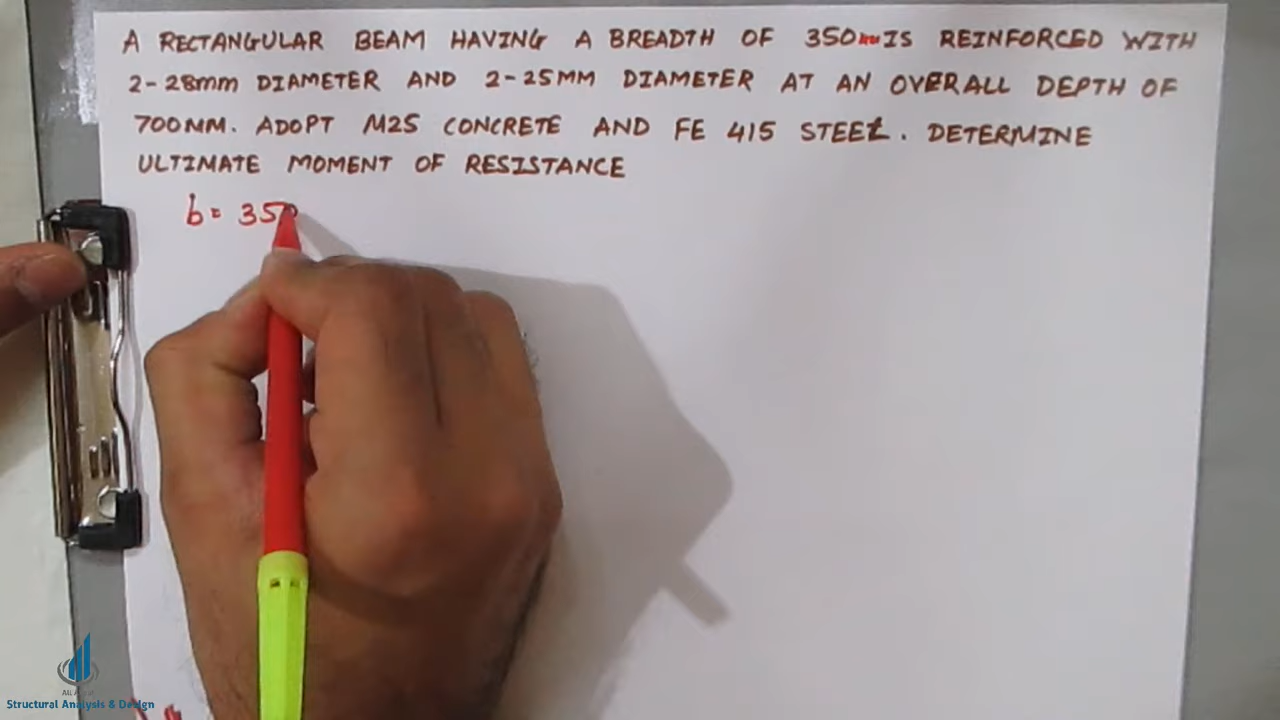 A RECTANGULAR BEAM HAVING A BREADTH OF 350mm IS REINFORCED WITH
2-28mm DIAMETER AND 2-25MM DIAMETER AT AN OVERALL DEPTH OF
700MM. ADOPT M25 CONCRETE AND FE 415 STEEL. DETERMINE
ULTIMATE MOMENT OF RESISTANCE
b = 350
Structural Analysis & Design